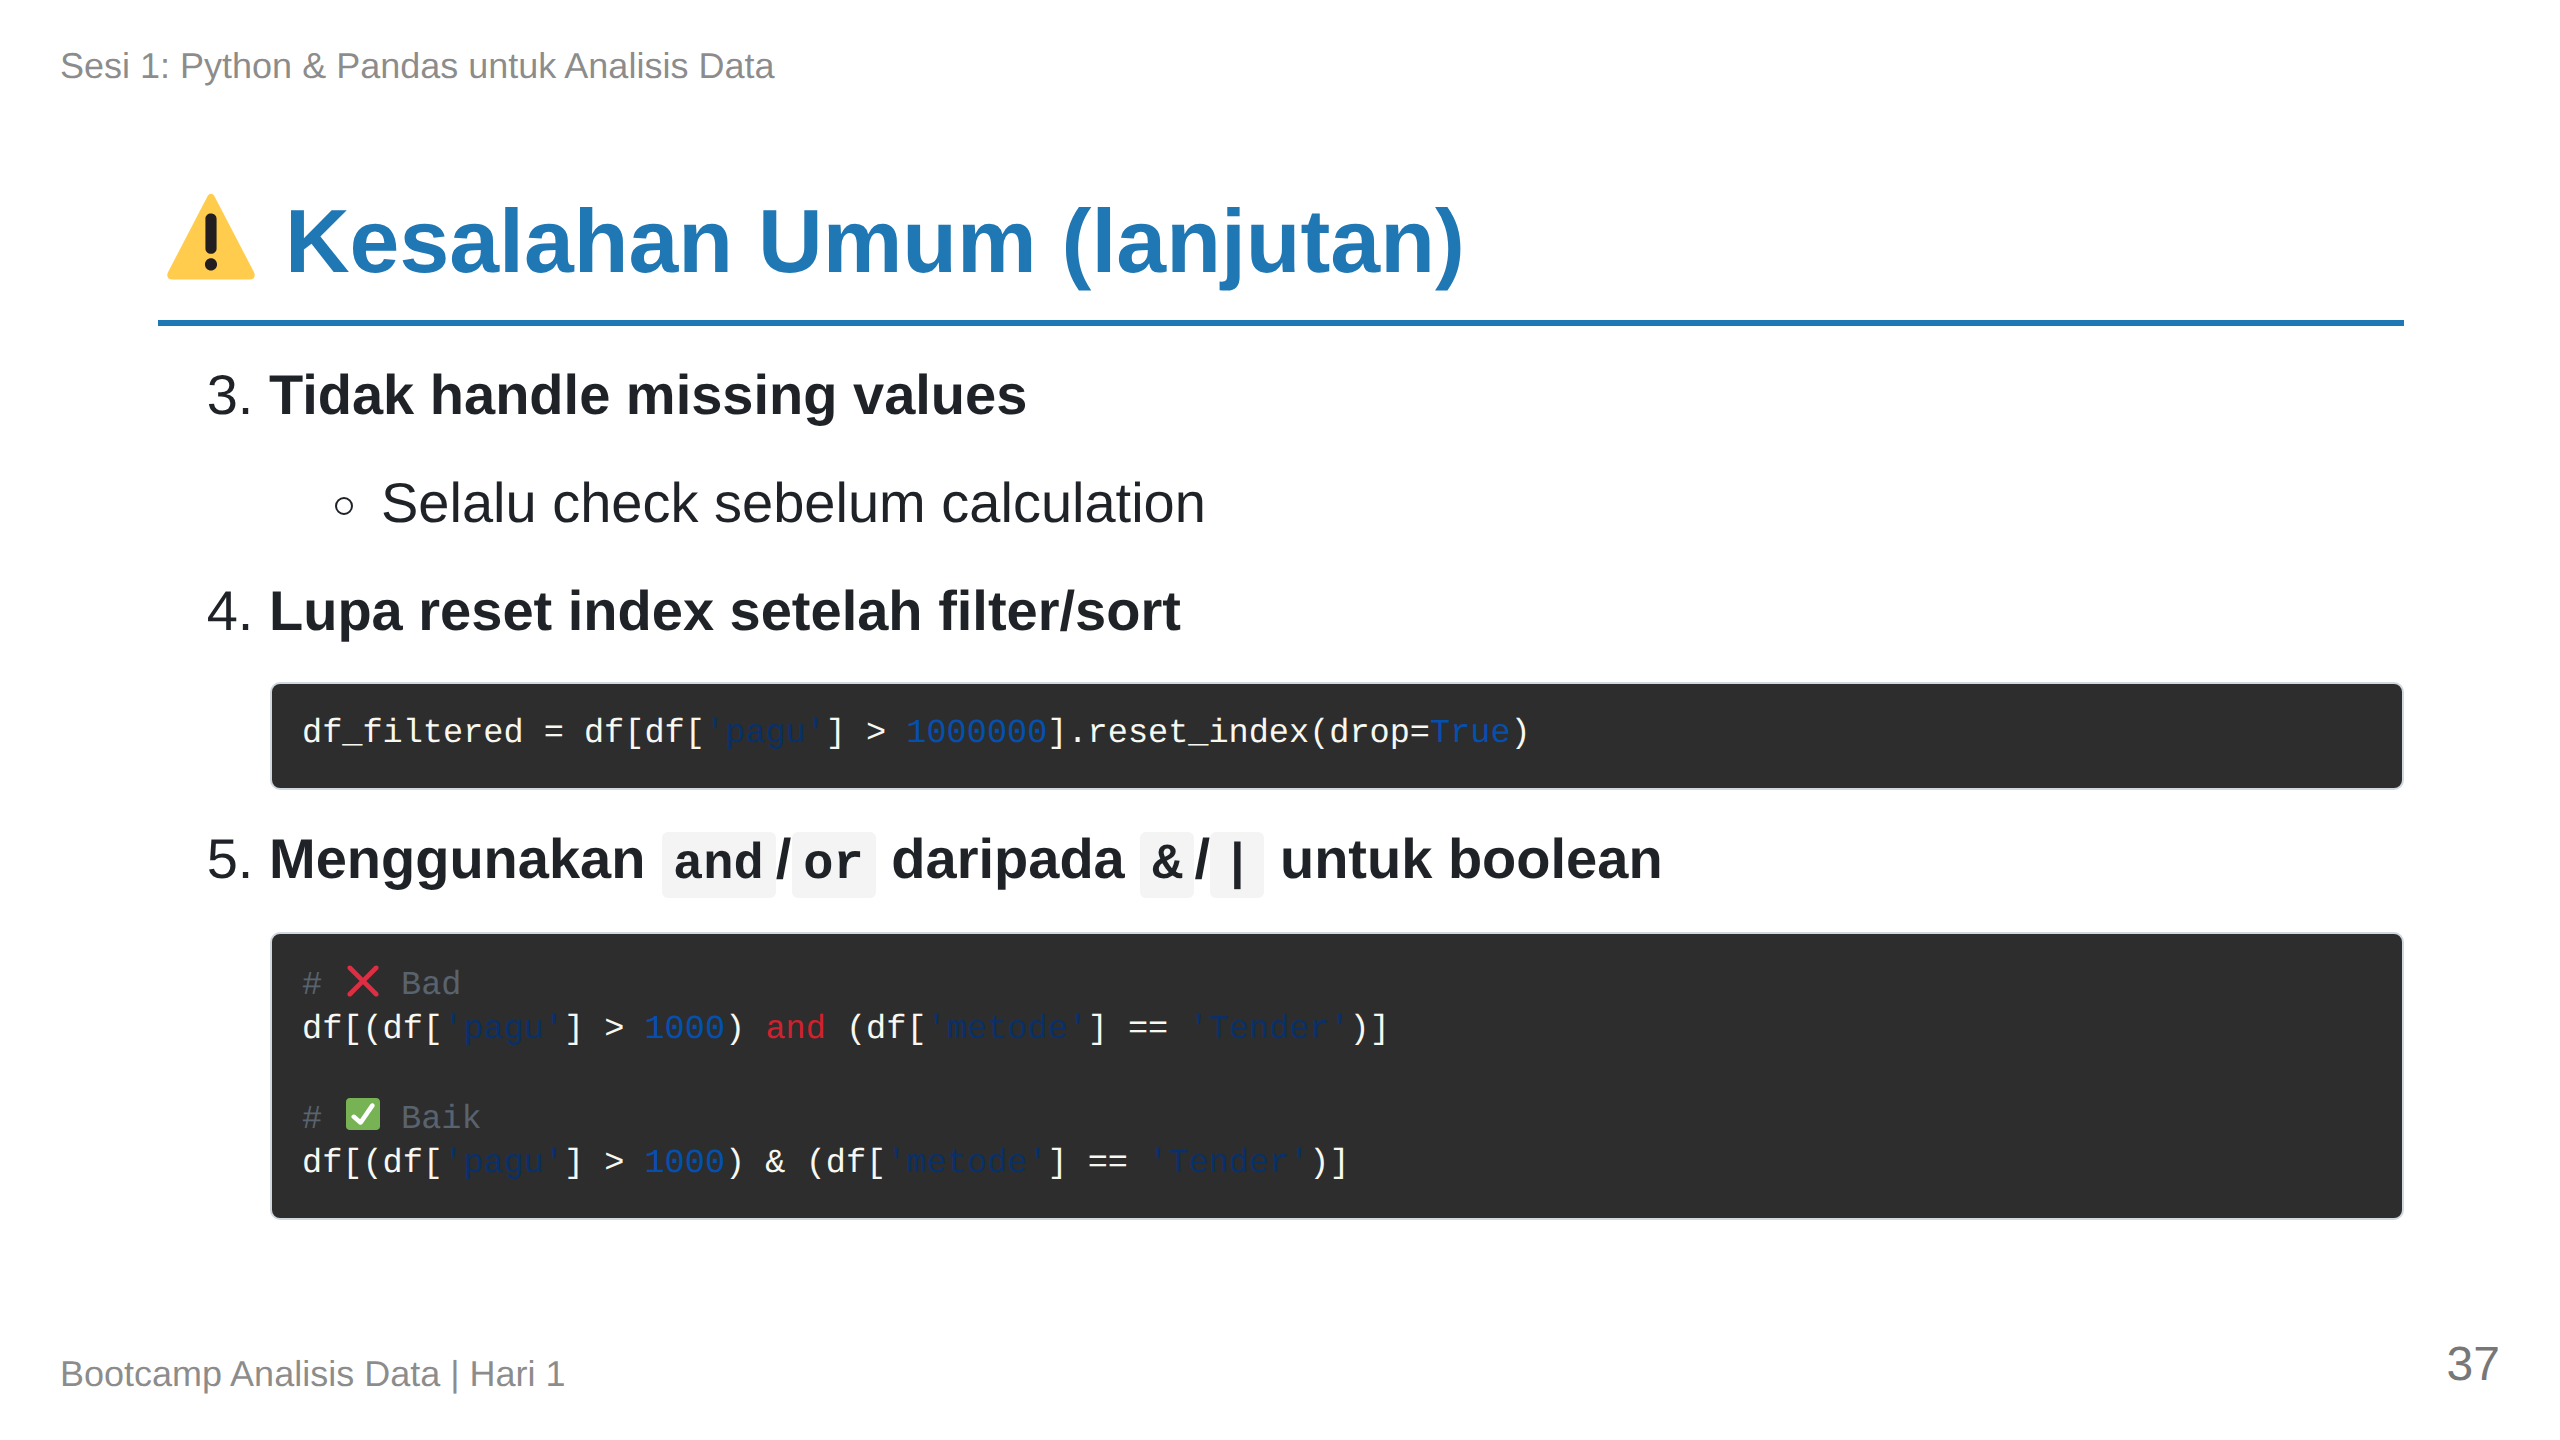 Sesi 1: Python & Pandas untuk Analisis Data
⚠️ Kesalahan Umum (lanjutan)
3. Tidak handle missing values
○ Selalu check sebelum calculation
4. Lupa reset index setelah filter/sort
df_filtered = df[df['pagu'] > 1000000].reset_index(drop=True)
5. Menggunakan and/or daripada &/| untuk boolean
# ❌ Bad
df[(df['pagu'] > 1000) and (df['metode'] == 'Tender')]
# ✅ Baik
df[(df['pagu'] > 1000) & (df['metode'] == 'Tender')]
Bootcamp Analisis Data | Hari 1
37